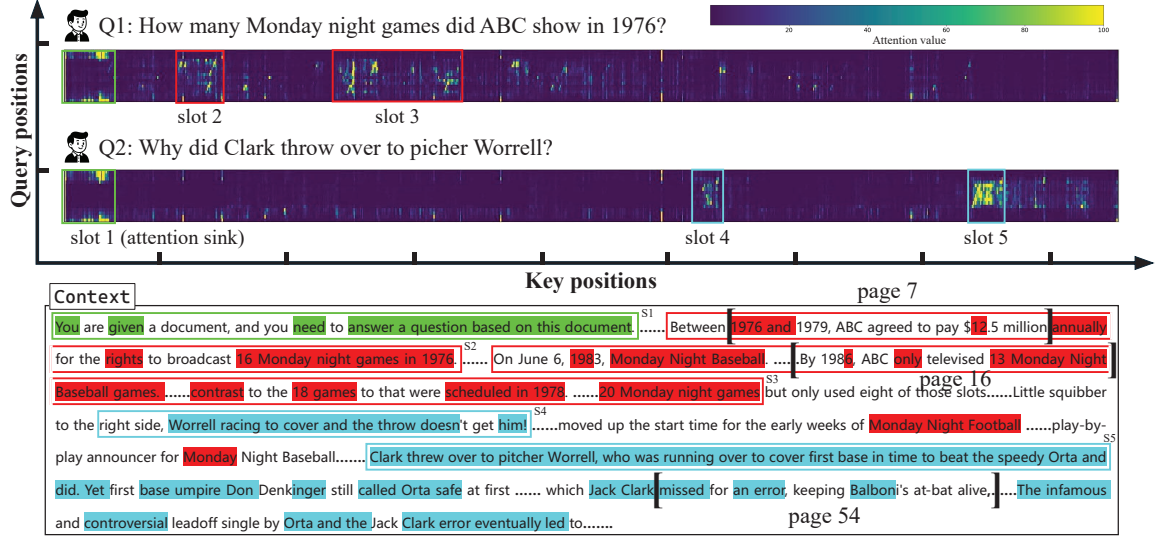 Q1: How many Monday night games did ABC show in 1976?
20
40
60
80
100
Attention value
slot 2
slot 3
Q2: Why did Clark throw over to picher Worrell?
slot 1 (attention sink)
slot 4
slot 5
Query positions
Key positions
Context
page 7
You are given a document, and you need to answer a question based on this document. S1 ...... Between 1976 and 1979, ABC agreed to pay $12.5 million annually
for the rights to broadcast 16 Monday night games in 1976. S2 ...... On June 6, 1983, Monday Night Baseball. ......By 1986, ABC only televised 13 Monday Night
page 16
Baseball games. ......contrast to the 18 games to that were scheduled in 1978. ......20 Monday night games S3 but only used eight of those slots......Little squibber
to the right side, Worrell racing to cover and the throw doesn't get him! S4 ......moved up the start time for the early weeks of Monday Night Football ......play-by-
play announcer for Monday Night Baseball....... Clark threw over to pitcher Worrell, who was running over to cover first base in time to beat the speedy Orta and S5
did. Yet first base umpire Don Denkinger still called Orta safe at first ...... which Jack Clark missed for an error, keeping Balboni's at-bat alive,......The infamous
and controversial leadoff single by Orta and the Jack Clark error eventually led to.......
page 54